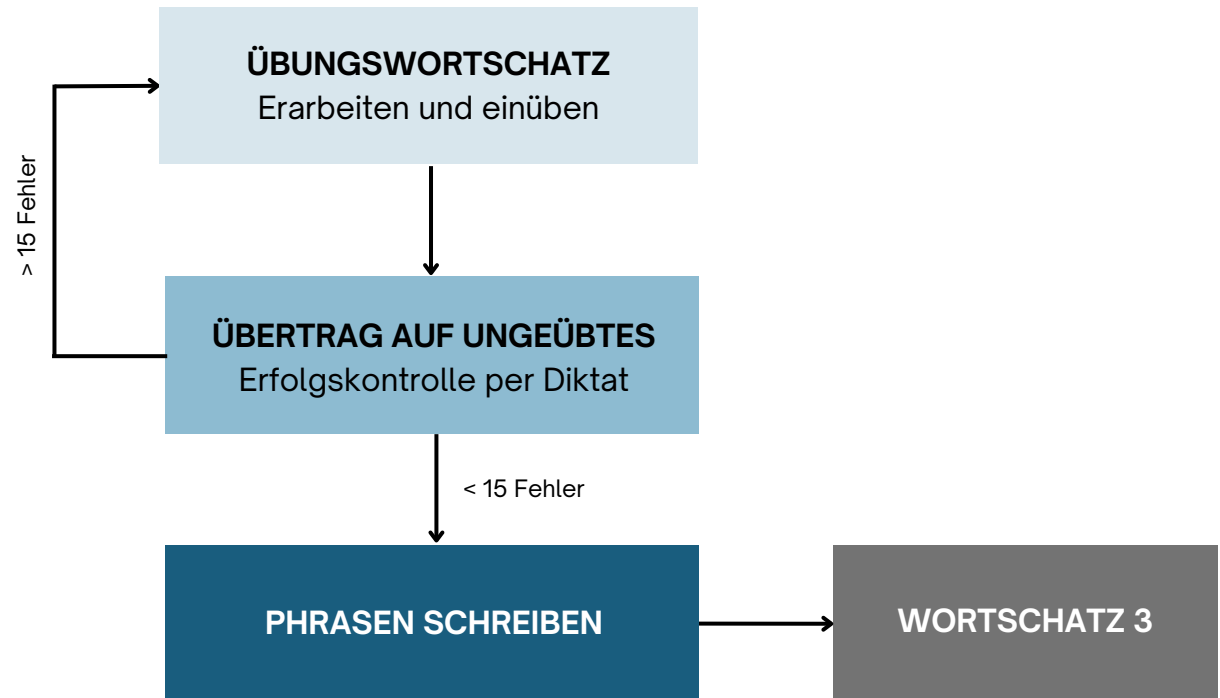 ÜBUNGSWORTSCHATZ
Erarbeiten und einüben
> 15 Fehler
ÜBERTRAG AUF UNGEÜBTES
Erfolgskontrolle per Diktat
< 15 Fehler
PHRASEN SCHREIBEN
WORTSCHATZ 3